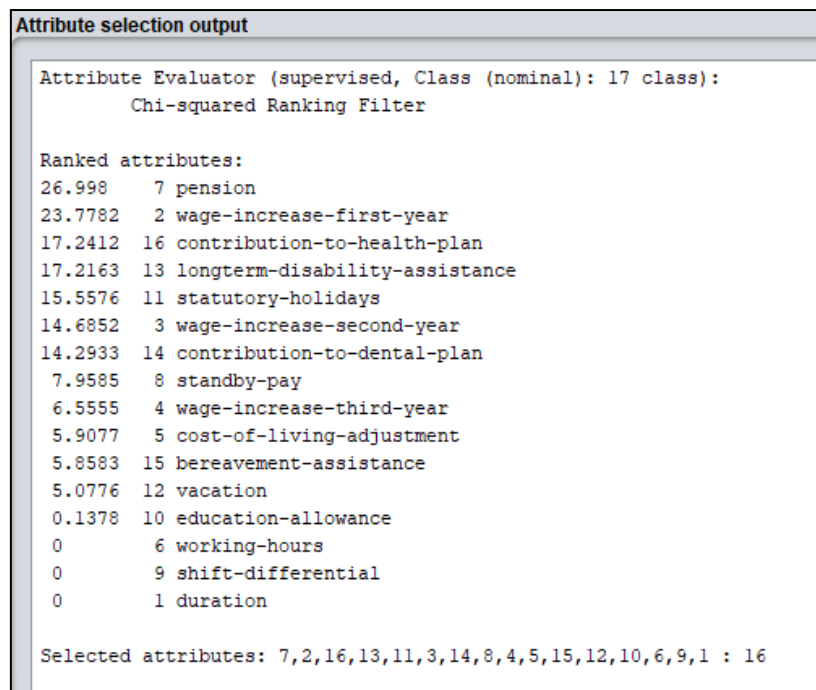 Attribute selection output
Attribute Evaluator (supervised, Class (nominal): 17 class):
Chi-squared Ranking Filter
Ranked attributes:
26.998 7 pension
23.7782 2 wage-increase-first-year
17.2412 16 contribution-to-health-plan
17.2163 13 longterm-disability-assistance
15.5576 11 statutory-holidays
14.6852 3 wage-increase-second-year
14.2933 14 contribution-to-dental-plan
7.9585 8 standby-pay
6.5555 4 wage-increase-third-year
5.9077 5 cost-of-living-adjustment
5.8583 15 bereavement-assistance
5.0776 12 vacation
0.1378 10 education-allowance
0 6 working-hours
0 9 shift-differential
0 1 duration
Selected attributes: 7,2,16,13,11,3,14,8,4,5,15,12,10,6,9,1 : 16